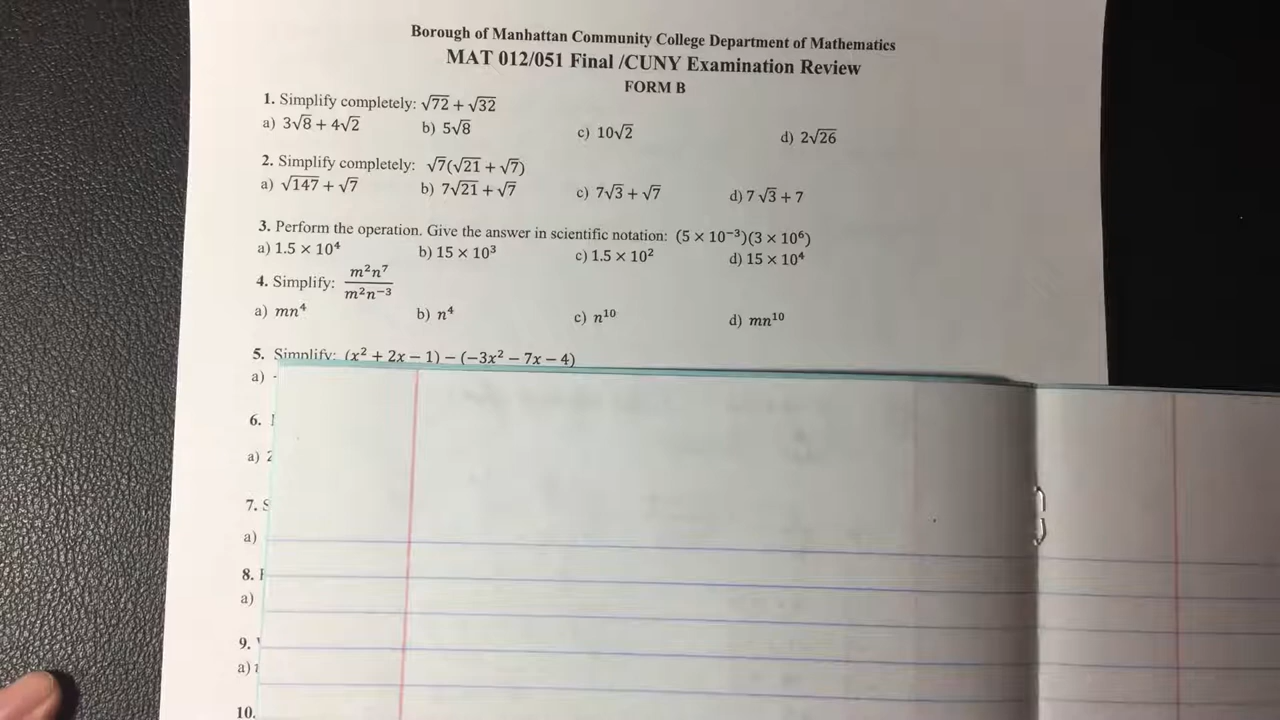 Borough of Manhattan Community College Department of Mathematics
MAT 012/051 Final /CUNY Examination Review
FORM B
1. Simplify completely: √72 + √32
a) 3√8 + 4√2 b) 5√8 c) 10√2 d) 2√26
2. Simplify completely: √7(√21 + √7)
a) √147 + √7 b) 7√21 + √7 c) 7√3 + √7 d) 7 √3 + 7
3. Perform the operation. Give the answer in scientific notation: (5 × 10⁻³)(3 × 10⁶)
a) 1.5 × 10⁴ b) 15 × 10³ c) 1.5 × 10² d) 15 × 10⁴
4. Simplify: m²n⁷/m²n⁻³
a) mn⁴ b) n⁴ c) n¹⁰ d) mn¹⁰
5. Simplify: (x² + 2x − 1) − (−3x² − 7x − 4)
a)
6.
a) 2
7. S
a)
8.
a)
9.
a)
10.